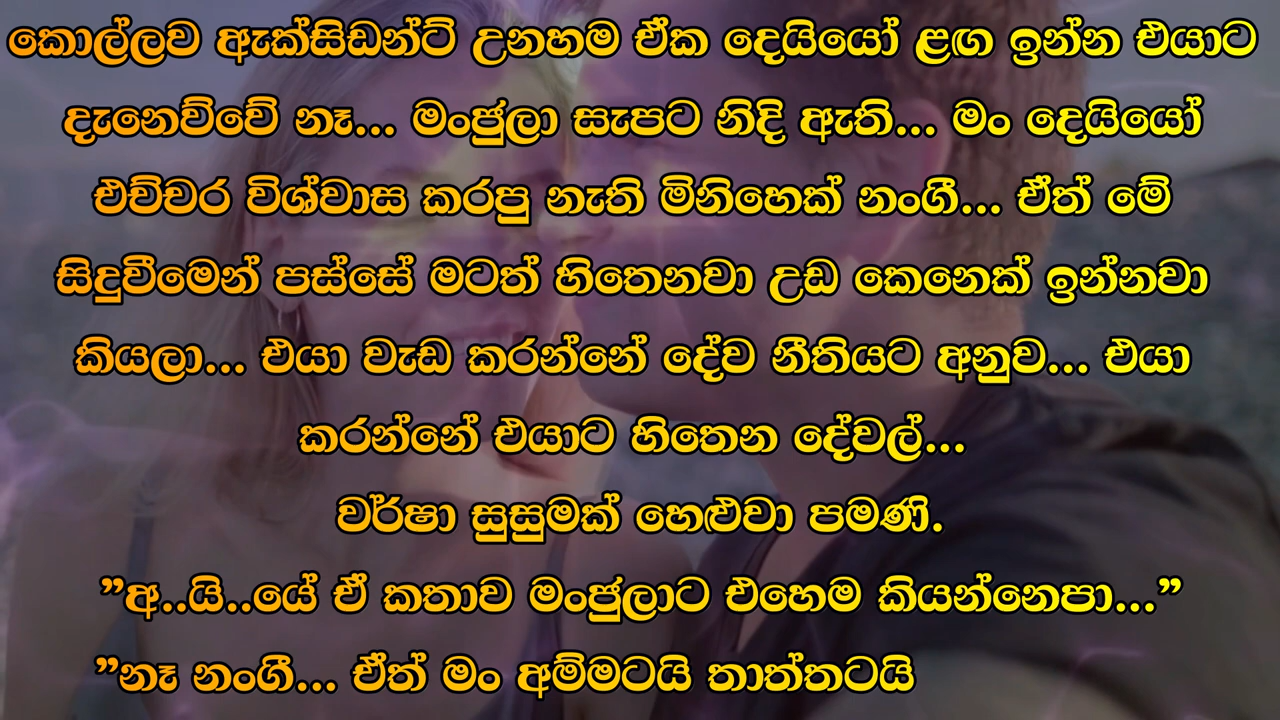 කොල්ලව ඇක්සිඩන්ට් උනහම ඒක දෙයියෝ ළඟ ඉන්න එයාට
දැනෙව්වේ නෑ... මංජුලා සැපට නිදි ඇති... මං දෙයියෝ
එච්චර විශ්වාස කරපු නැති මිනිහෙක් නංගී... ඒත් මේ
සිදුවීමෙන් පස්සේ මටත් හිතෙනවා උඩ කෙනෙක් ඉන්නවා
කියලා... එයා වැඩ කරන්නේ දේව නීතියට අනුව... එයා
කරන්නේ එයාට හිතෙන දේවල්...
වර්ෂා සුසුමක් හෙළුවා පමණි.
”අ..යි..යේ ඒ කතාව මංජුලාට එහෙම කියන්නෙපා...”
”නෑ නංගී... ඒත් මං අම්මටයි තාත්තටයි